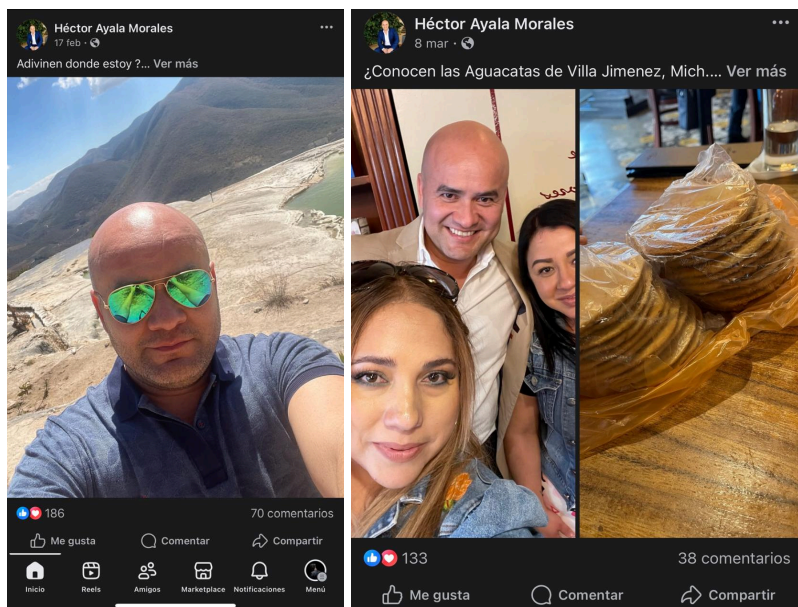 Héctor Ayala Morales
17 feb
Adivinen donde estoy ?... Ver más
186
70 comentarios
Me gusta
Comentar
Compartir
Inicio
Reels
Amigos
Marketplace
Notificaciones
Menú
Héctor Ayala Morales
8 mar
¿Conocen las Aguacatas de Villa Jimenez, Mich.... Ver más
133
38 comentarios
Me gusta
Comentar
Compartir